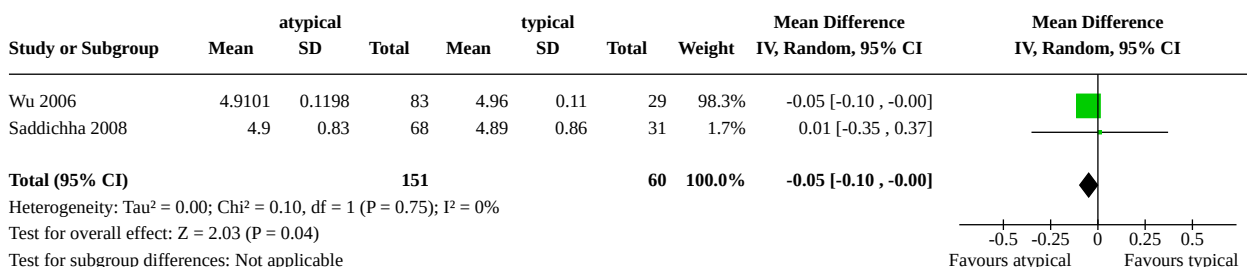 atypical typical Mean Difference Mean Difference
Study or Subgroup Mean SD Total Mean SD Total Weight IV, Random, 95% CI IV, Random, 95% CI
Wu 2006 4.9101 0.1198 83 4.96 0.11 29 98.3% -0.05 [-0.10 , -0.00]
Saddichha 2008 4.9 0.83 68 4.89 0.86 31 1.7% 0.01 [-0.35 , 0.37]
Total (95% CI) 151 60 100.0% -0.05 [-0.10 , -0.00]
Heterogeneity: Tau² = 0.00; Chi² = 0.10, df = 1 (P = 0.75); I² = 0%
Test for overall effect: Z = 2.03 (P = 0.04) -0.5 -0.25 0 0.25 0.5
Test for subgroup differences: Not applicable Favours atypical Favours typical